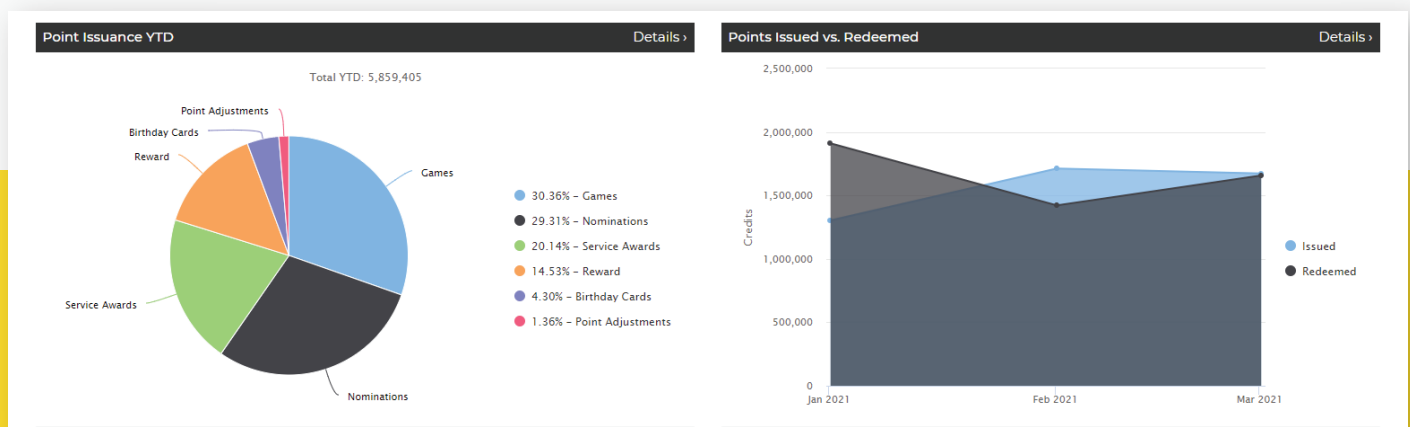 Point Issuance YTD
Details ›
Total YTD: 5,859,405
Point Adjustments
Birthday Cards
Reward
Games
Service Awards
Nominations
30.36% – Games
29.31% – Nominations
20.14% – Service Awards
14.53% – Reward
4.30% – Birthday Cards
1.36% – Point Adjustments
Points Issued vs. Redeemed
Details ›
2,500,000
2,000,000
1,500,000
1,000,000
500,000
0
Credits
Jan 2021
Feb 2021
Mar 2021
Issued
Redeemed